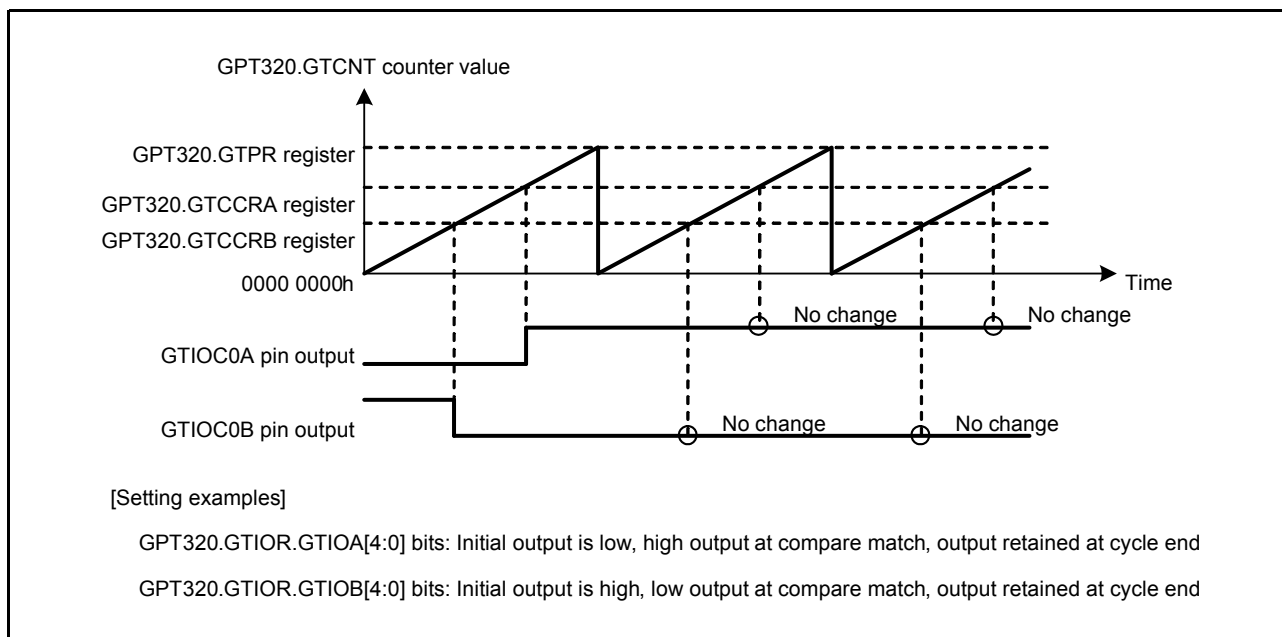 GPT320.GTCNT counter value
GPT320.GTPR register
GPT320.GTCCRA register
GPT320.GTCCRB register
0000 0000h
Time
No change
No change
GTIOC0A pin output
No change
No change
GTIOC0B pin output
[Setting examples]
GPT320.GTIOR.GTIOA[4:0] bits: Initial output is low, high output at compare match, output retained at cycle end
GPT320.GTIOR.GTIOB[4:0] bits: Initial output is high, low output at compare match, output retained at cycle end